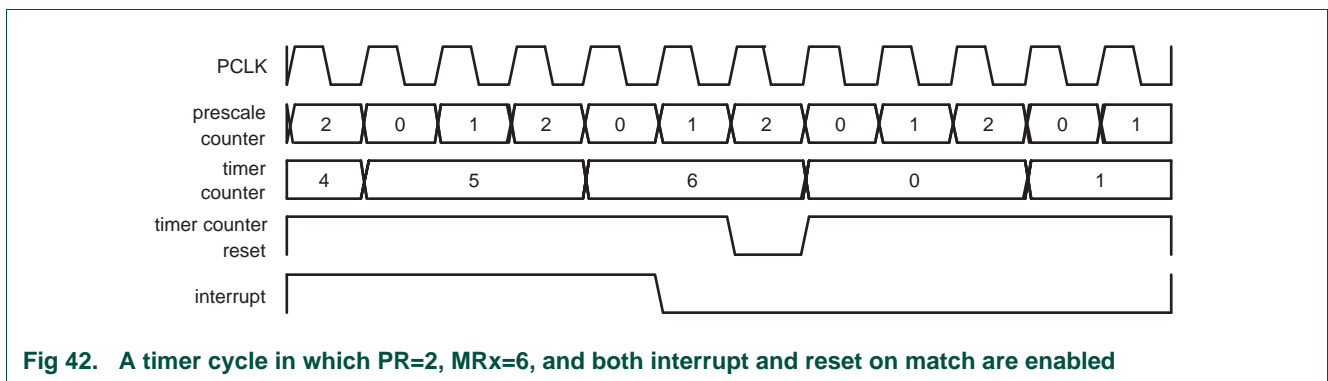 PCLK
prescale
counter
2 0 1 2 0 1 2 0 1 2 0 1
timer
counter
4 5 6 0 1
timer counter
reset
interrupt
Fig 42. A timer cycle in which PR=2, MRx=6, and both interrupt and reset on match are enabled